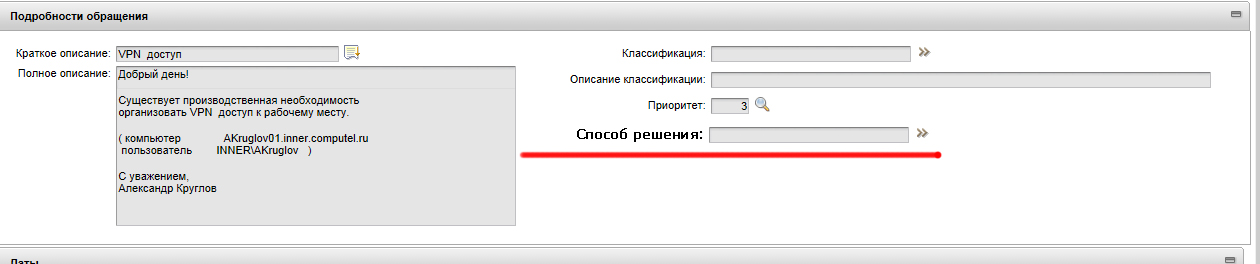 Подробности обращения
Краткое описание: VPN доступ
Полное описание: Добрый день!
Существует производственная необходимость
организовать VPN доступ к рабочему месту.
( компьютер AKruglov01.inner.computel.ru
пользователь INNER\AKruglov )
С уважением,
Александр Круглов
Классификация:
Описание классификации:
Приоритет: 3
Способ решения:
Даты